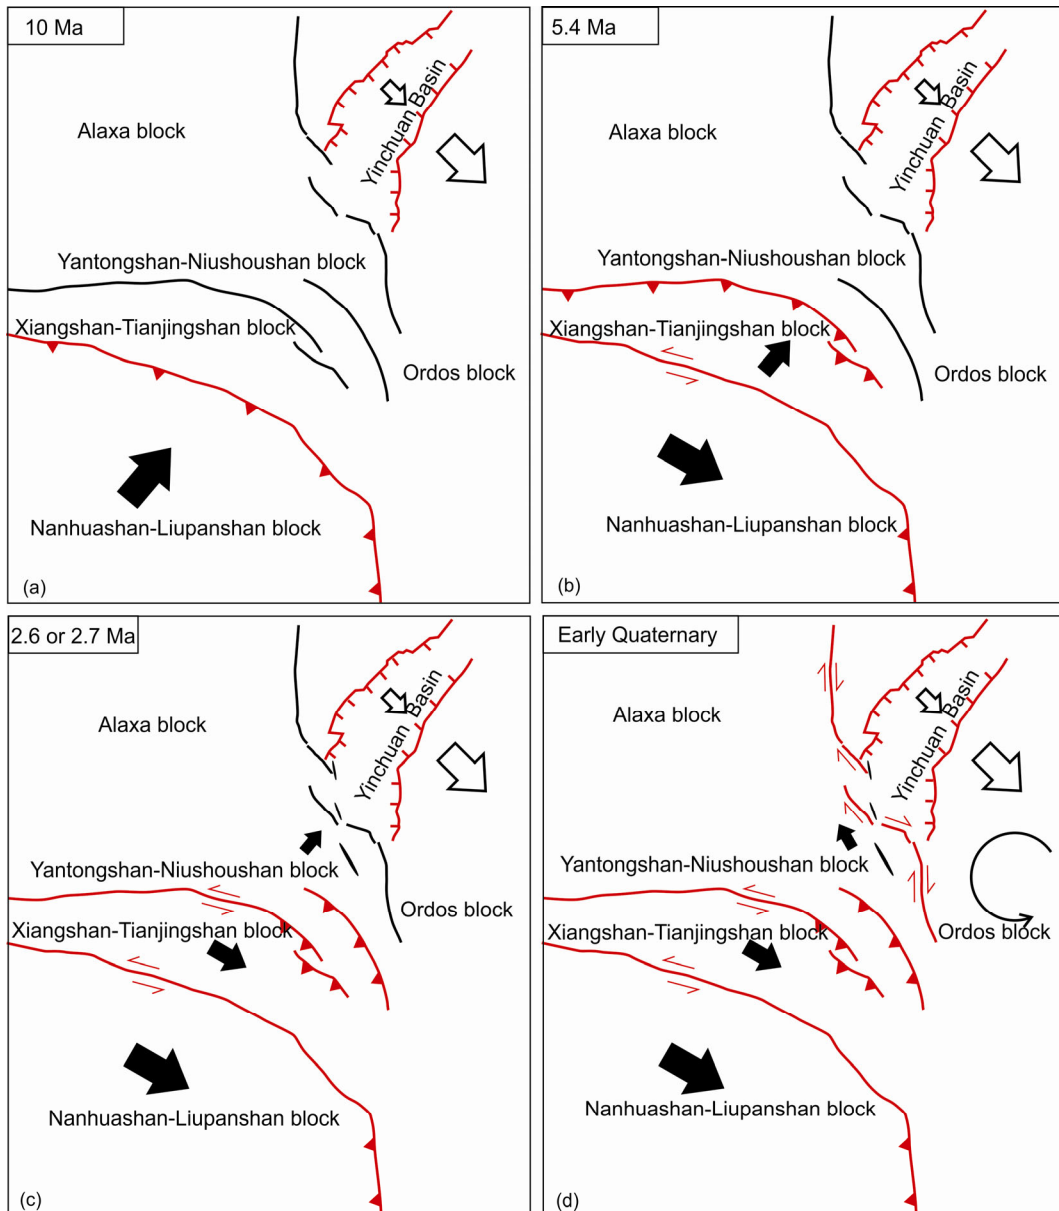 10 Ma
Alaxa block
Yinchuan Basin
Yantongshan-Niushoushan block
Xiangshan-Tianjingshan block
Ordos block
Nanhuashan-Liupanshan block
(a)
5.4 Ma
Alaxa block
Yinchuan Basin
Yantongshan-Niushoushan block
Xiangshan-Tianjingshan block
Ordos block
Nanhuashan-Liupanshan block
(b)
2.6 or 2.7 Ma
Alaxa block
Yinchuan Basin
Yantongshan-Niushoushan block
Ordos block
Xiangshan-Tianjingshan block
Nanhuashan-Liupanshan block
(c)
Early Quaternary
Alaxa block
Yinchuan Basin
Yantongshan-Niushoushan block
Xiangshan-Tianjingshan block
Ordos block
Nanhuashan-Liupanshan block
(d)